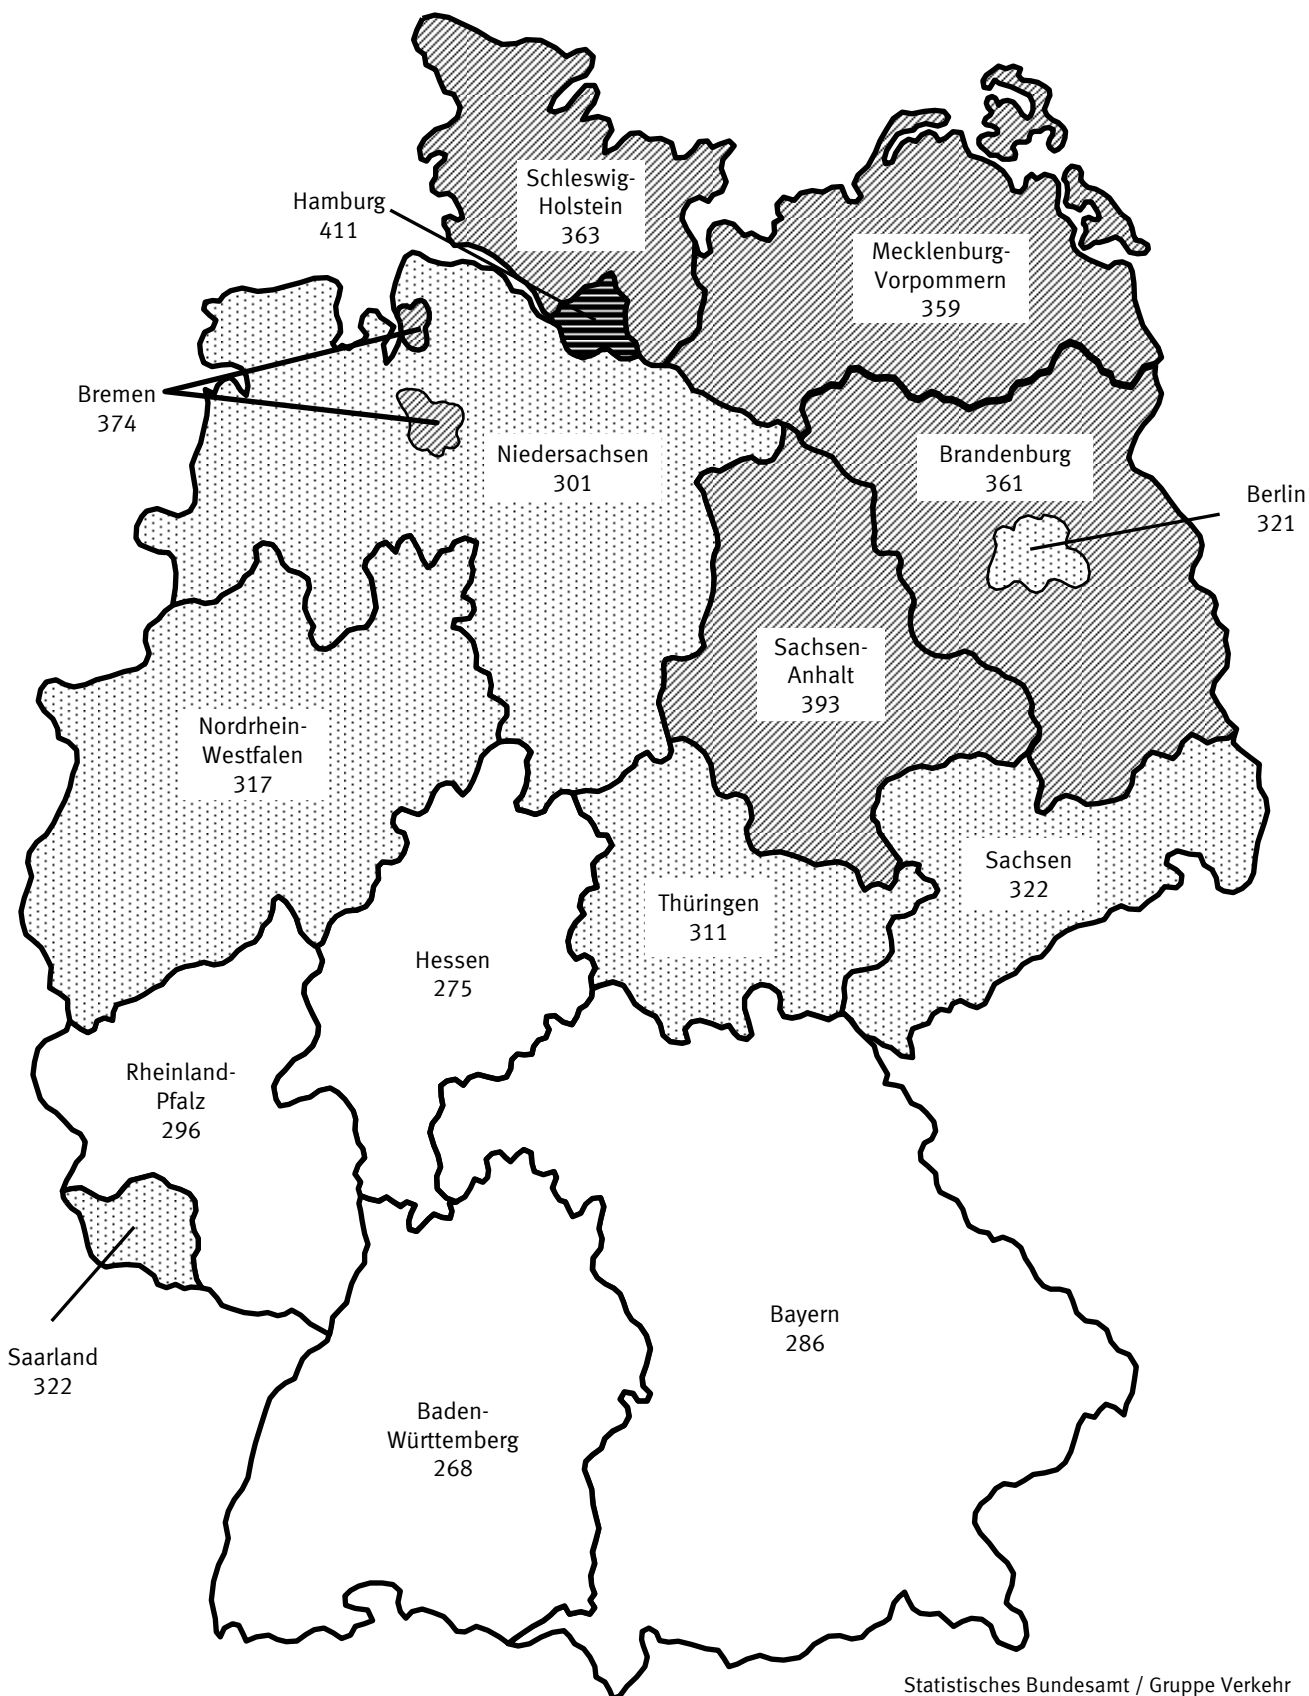 Schleswig-
Holstein
363
Hamburg
411
Mecklenburg-
Vorpommern
359
Bremen
374
Niedersachsen
301
Brandenburg
361
Berlin
321
Sachsen-
Anhalt
393
Nordrhein-
Westfalen
317
Sachsen
322
Thüringen
311
Hessen
275
Rheinland-
Pfalz
296
Saarland
322
Bayern
286
Baden-
Württemberg
268
Statistisches Bundesamt / Gruppe Verkehr